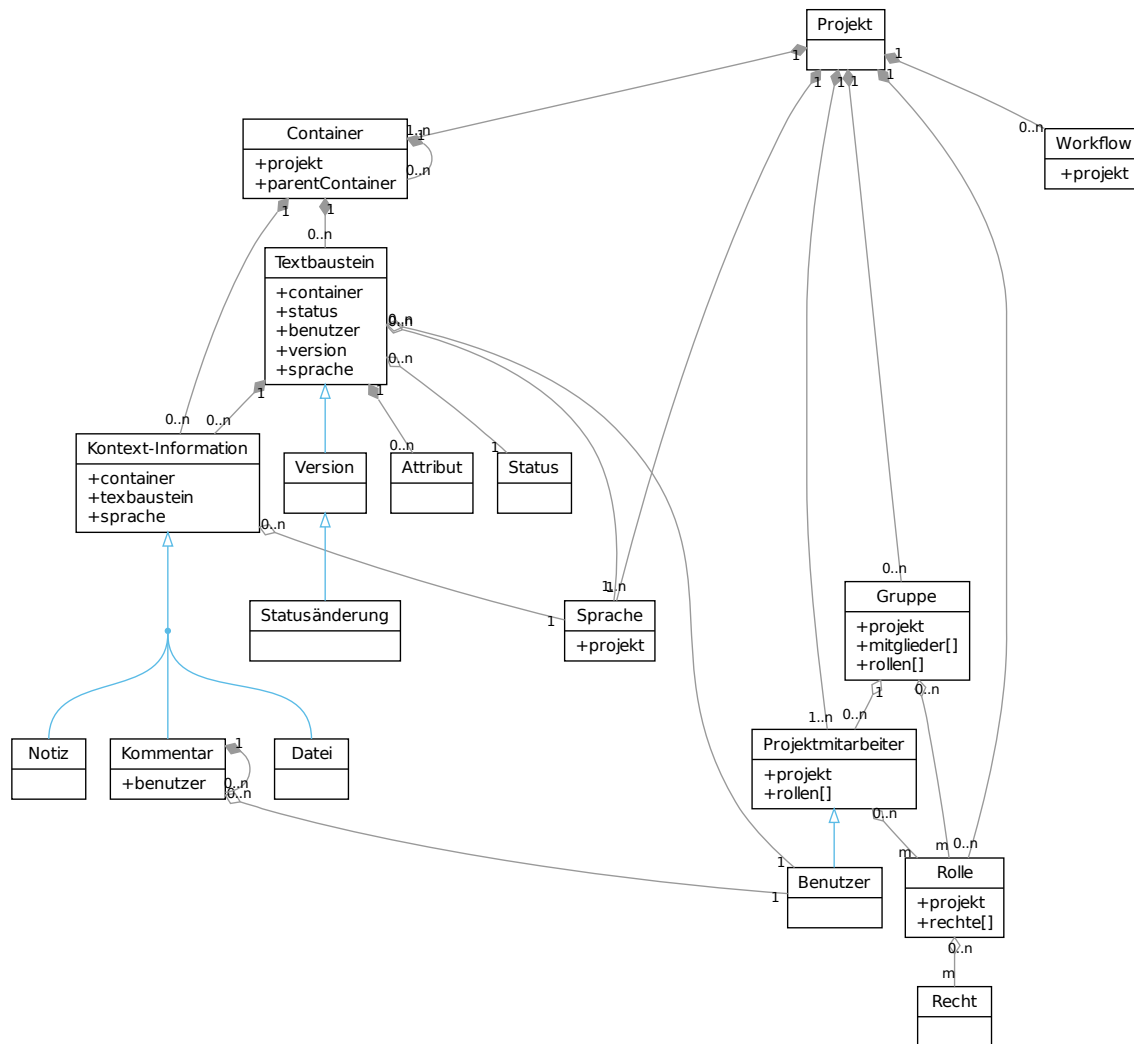 Projekt
1
1
1
1
1
1
Container
+projekt
+parentContainer
1..n
1
0..n
1
1
0..n
Workflow
+projekt
0..n
Textbaustein
+container
+status
+benutzer
+version
+sprache
0..n
0..n
0..n
1
1
0..n
0..n
0..n
1
Kontext-Information
+container
+texbaustein
+sprache
0..n
Version
Attribut
Status
Statusänderung
Sprache
+projekt
1
1..n
1
0..n
Gruppe
+projekt
+mitglieder[]
+rollen[]
1
0..n
1..n
0..n
Notiz
Kommentar
+benutzer
1
0..n
0..n
Datei
Projektmitarbeiter
+projekt
+rollen[]
0..n
m
m
0..n
1
1
Benutzer
Rolle
+projekt
+rechte[]
0..n
m
Recht